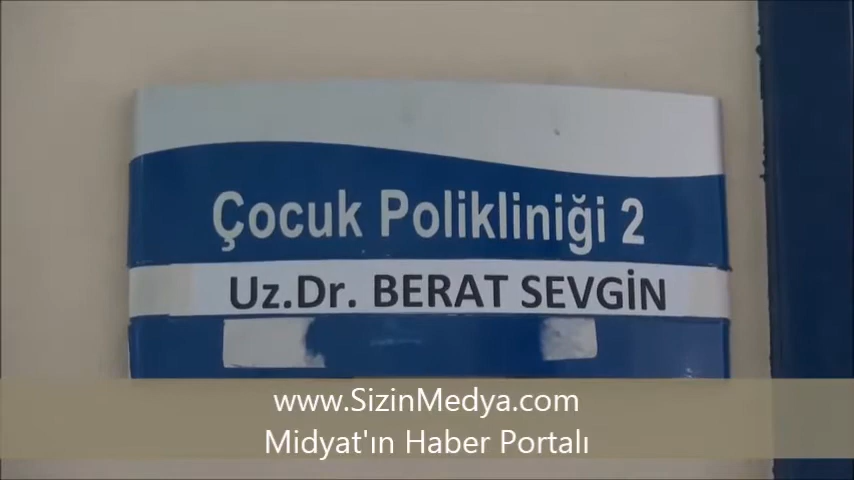 Çocuk Polikliniği 2
Uz.Dr. BERAT SEVGİN
www.SizinMedya.com
Midyat'ın Haber Portalı